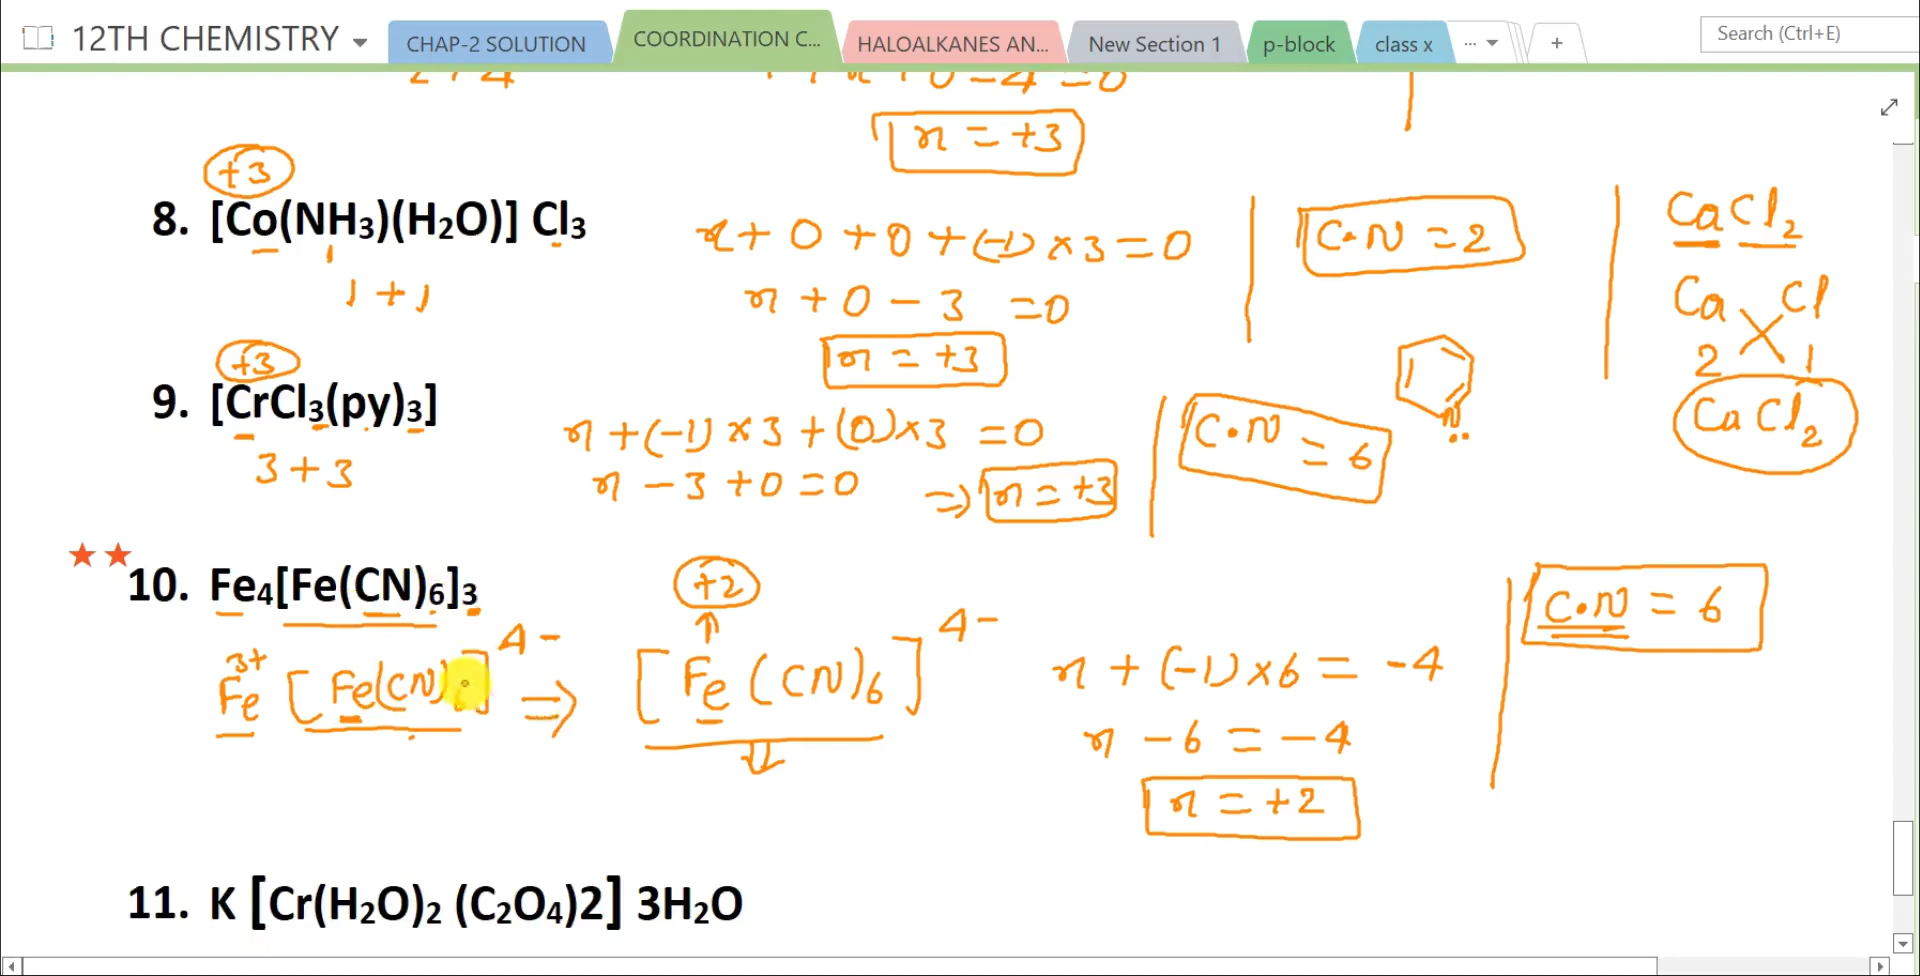 12TH CHEMISTRY
CHAP-2 SOLUTION
COORDINATION C...
HALOALKANES AN...
New Section 1
p-block
class x
...
+
Search (Ctrl+E)
x = +3
+3
8. [Co(NH₃)(H₂O)] Cl₃
1 + 1
x + 0 + 0 + (-1) × 3 = 0
x + 0 - 3 = 0
x = +3
C·N = 2
CaCl₂
Ca Cl
2 1
CaCl₂
+3
9. [CrCl₃(py)₃]
3 + 3
x + (-1) × 3 + (0) × 3 = 0
x - 3 + 0 = 0 ⇒ x = +3
C·N = 6
N
★★
10. Fe₄[Fe(CN)₆]₃
3+
Fe [Fe(CN) ]4- ⇒
+2
↑
[Fe(CN)₆]4-
x + (-1) × 6 = -4
x - 6 = -4
x = +2
C·N = 6
11. K [Cr(H₂O)₂ (C₂O₄)2] 3H₂O